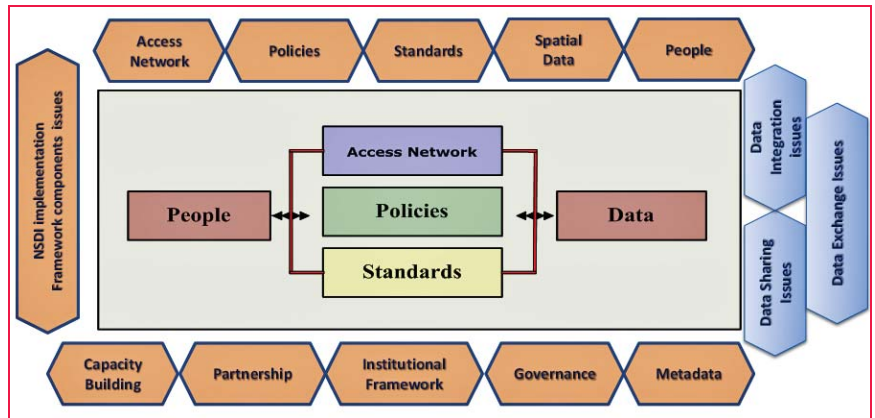 Access
Network
Policies
Standards
Spatial
Data
People
NSDI implementation
Framework components issues
Access Network
People
Policies
Data
Standards
Data
Integration
issues
Data Sharing
Issues
Data Exchange Issues
Capacity
Building
Partnership
Institutional
Framework
Governance
Metadata